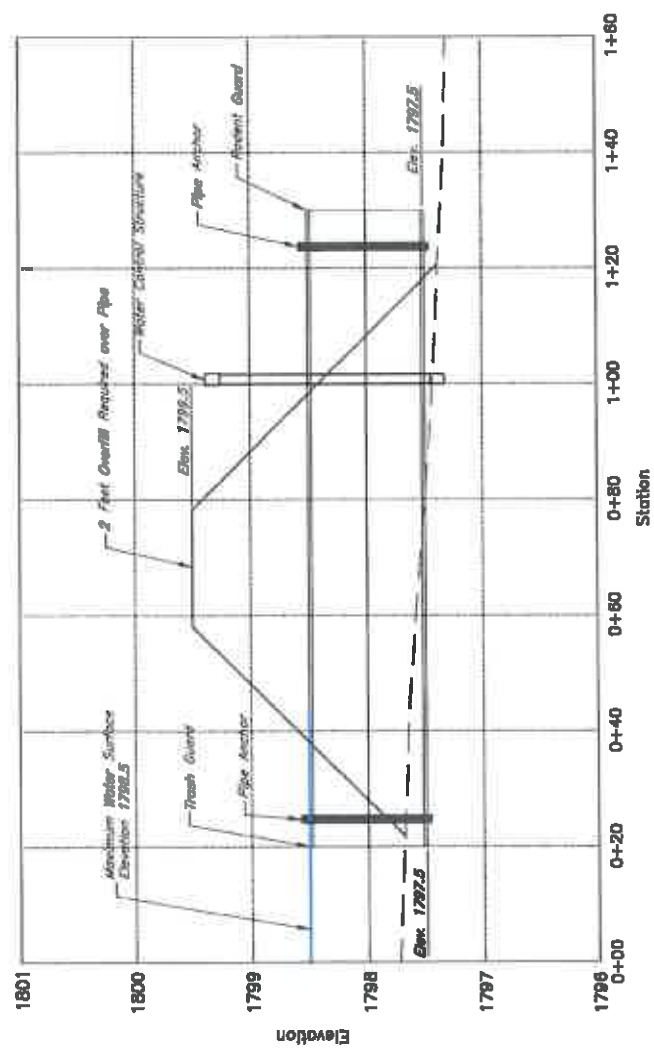 1801
1800
1799
1798
1797
1796
Elevation
0+00
0+20
0+40
0+60
0+80
1+00
1+20
1+40
1+60
Station
Maximum Water Surface
Elevation 1798.5
Trash Guard
Pipe Anchor
2 Feet Overfill Required over Pipe
Elev. 1799.5
Water Control Structure
Pipe Anchor
Rodent Guard
Elev. 1797.5
Elev. 1797.5